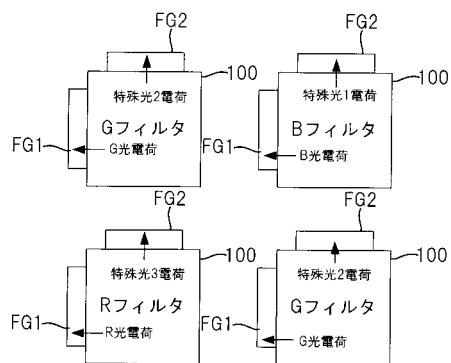 FG2
100
特殊光2電荷
Gフィルタ
FG1
G光電荷
FG2
100
特殊光1電荷
Bフィルタ
FG1
B光電荷
FG2
100
特殊光3電荷
Rフィルタ
FG1
R光電荷
FG2
100
特殊光2電荷
Gフィルタ
FG1
G光電荷